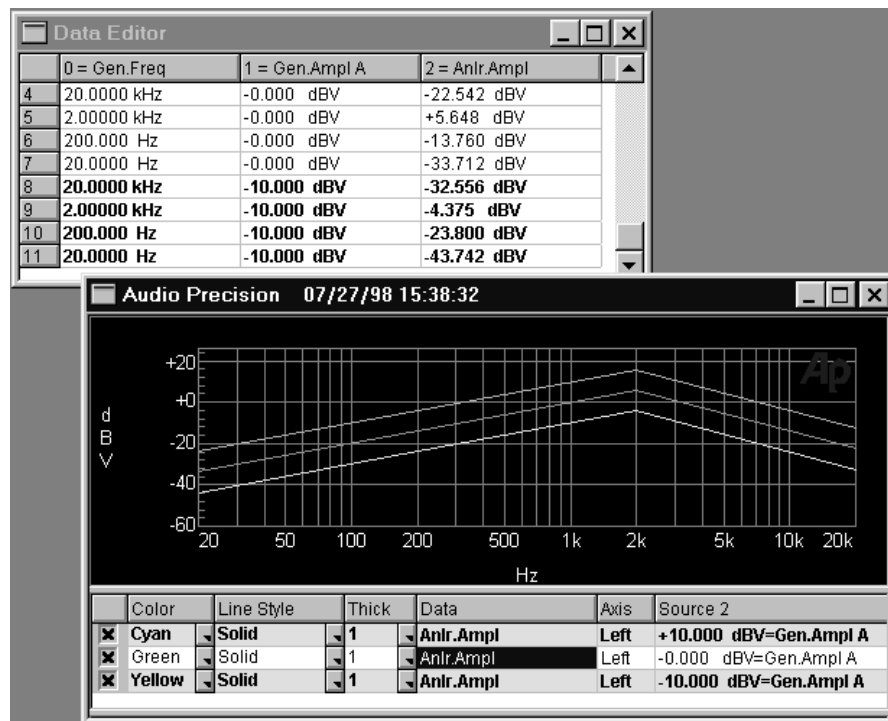 Data Editor
0 = Gen.Freq 1 = Gen.Ampl A 2 = Anlr.Ampl
4 20.0000 kHz -0.000 dBV -22.542 dBV
5 2.00000 kHz -0.000 dBV +5.648 dBV
6 200.000 Hz -0.000 dBV -13.760 dBV
7 20.0000 Hz -0.000 dBV -33.712 dBV
8 20.0000 kHz -10.000 dBV -32.556 dBV
9 2.00000 kHz -10.000 dBV -4.375 dBV
10 200.000 Hz -10.000 dBV -23.800 dBV
11 20.0000 Hz -10.000 dBV -43.742 dBV
Audio Precision 07/27/98 15:38:32
Ap
+20
+0
-20
-40
-60
d
B
V
20 50 100 200 500 1k 2k 5k 10k 20k
Hz
Color Line Style Thick Data Axis Source 2
Cyan Solid 1 Anlr.Ampl Left +10.000 dBV=Gen.Ampl A
Green Solid 1 Anlr.Ampl Left -0.000 dBV=Gen.Ampl A
Yellow Solid 1 Anlr.Ampl Left -10.000 dBV=Gen.Ampl A